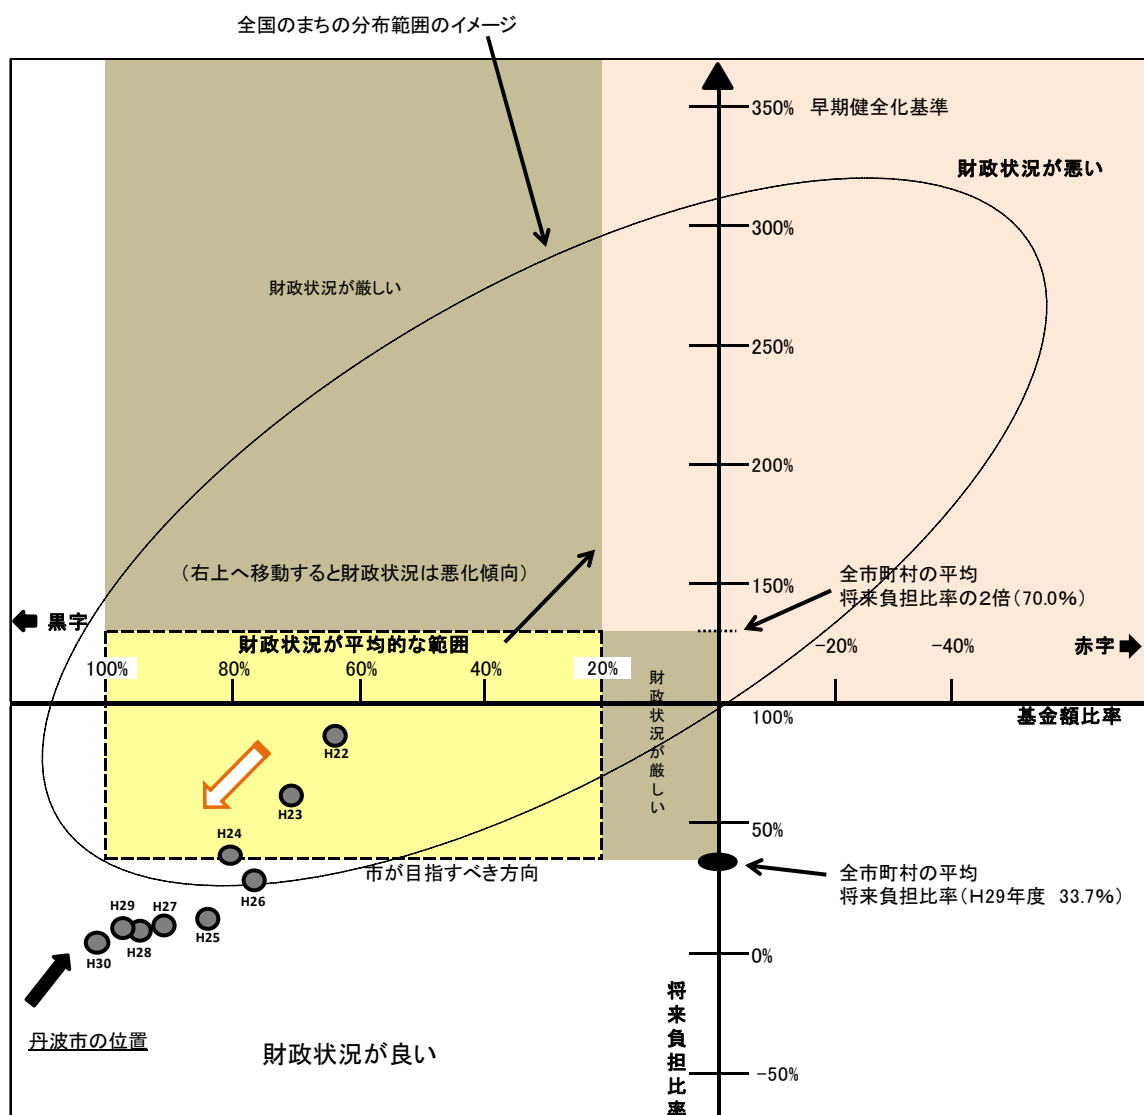 全国のまちの分布範囲のイメージ
350%
早期健全化基準
財政状況が悪い
300%
財政状況が厳しい
250%
200%
(右上へ移動すると財政状況は悪化傾向)
150%
全市町村の平均
将来負担比率の2倍(70.0%)
黒字
財政状況が平均的な範囲
-20%
-40%
赤字
100%
80%
60%
40%
20%
財政状況が厳しい
100%
基金額比率
H22
H23
H24
50%
市が目指すべき方向
全市町村の平均
将来負担比率(H29年度 33.7%)
H26
H29
H27
H25
H28
H30
0%
将来負担比率
丹波市の位置
財政状況が良い
-50%